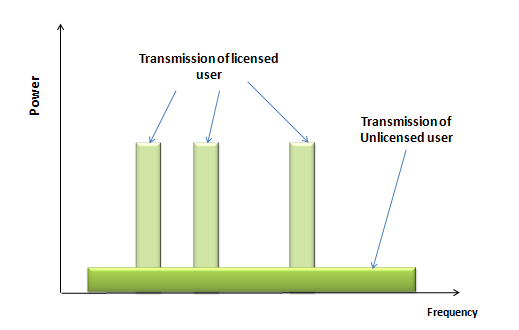 Transmission of licensed
user
Power
Transmission of
Unlicensed user
Frequency